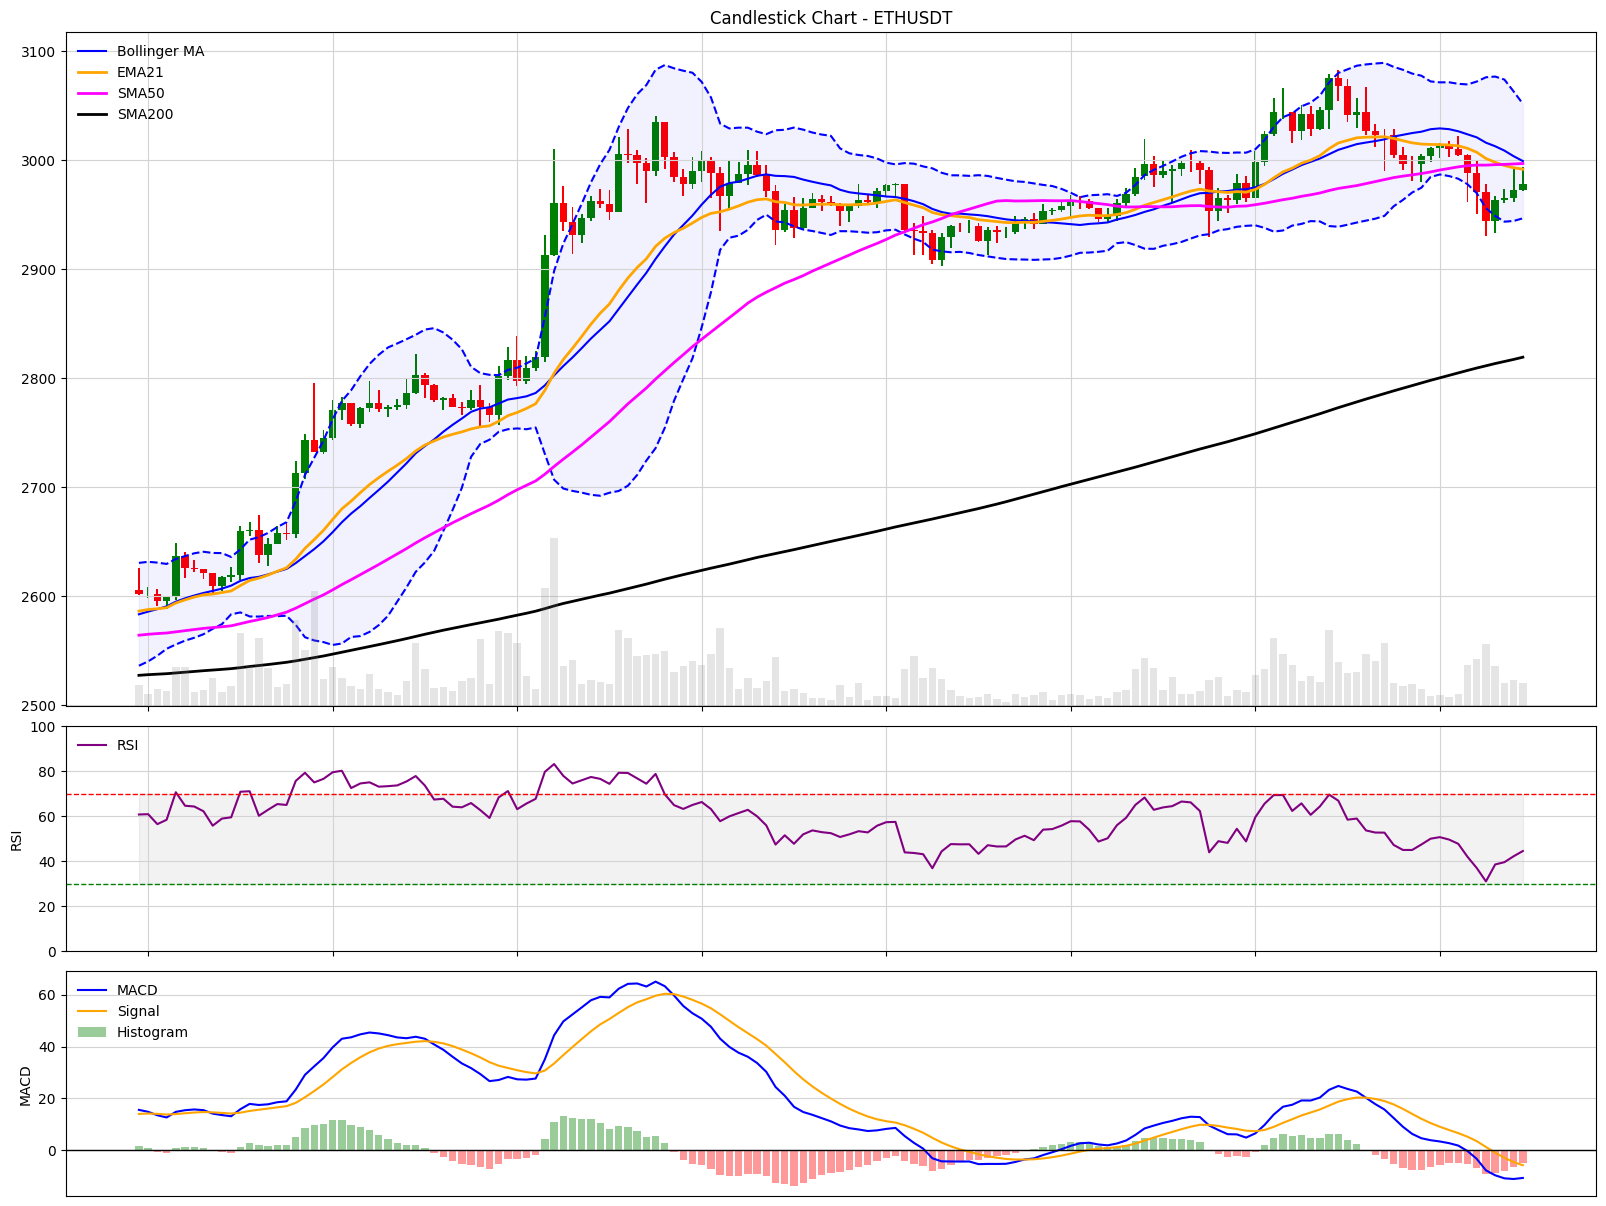 Candlestick Chart - ETHUSDT
3100
3000
2900
2800
2700
2600
2500
Bollinger MA
EMA21
SMA50
SMA200
100
80
60
40
20
0
RSI
RSI
60
40
20
0
MACD
MACD
Signal
Histogram